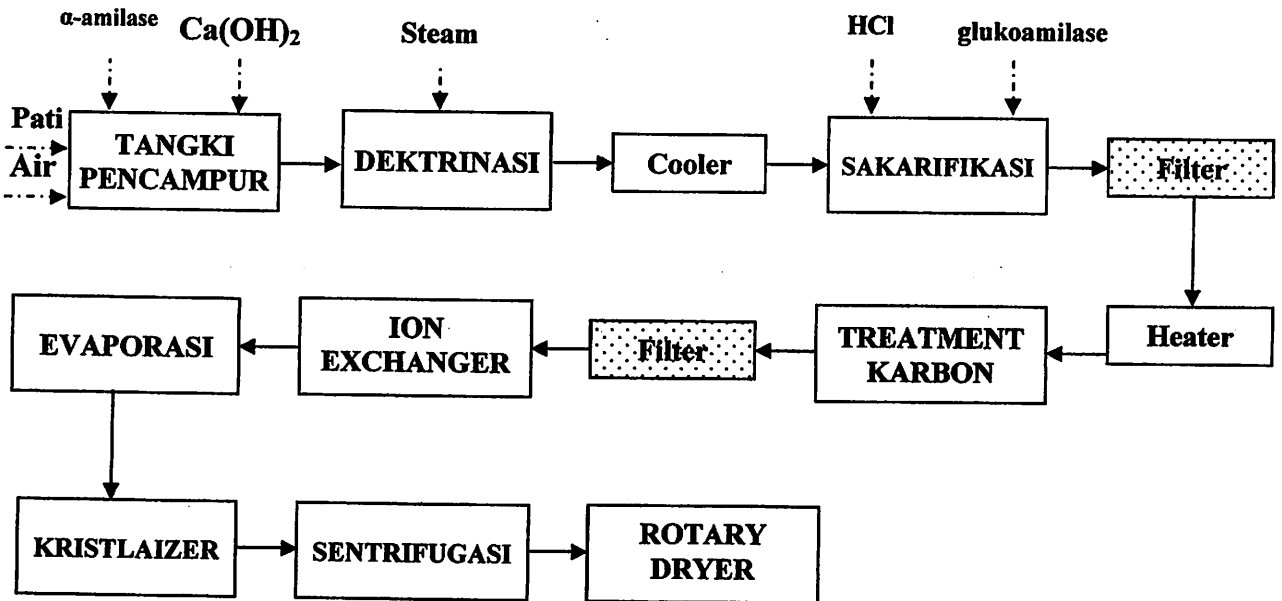 α-amilase
Ca(OH)₂
Steam
HCl
glukoamilase
Pati
Air
TANGKI
PENCAMPUR
DEKTRINASI
Cooler
SAKARIFIKASI
Filter
EVAPORASI
ION
EXCHANGER
Filter
TREATMENT
KARBON
Heater
KRISTLAIZER
SENTRIFUGASI
ROTARY
DRYER